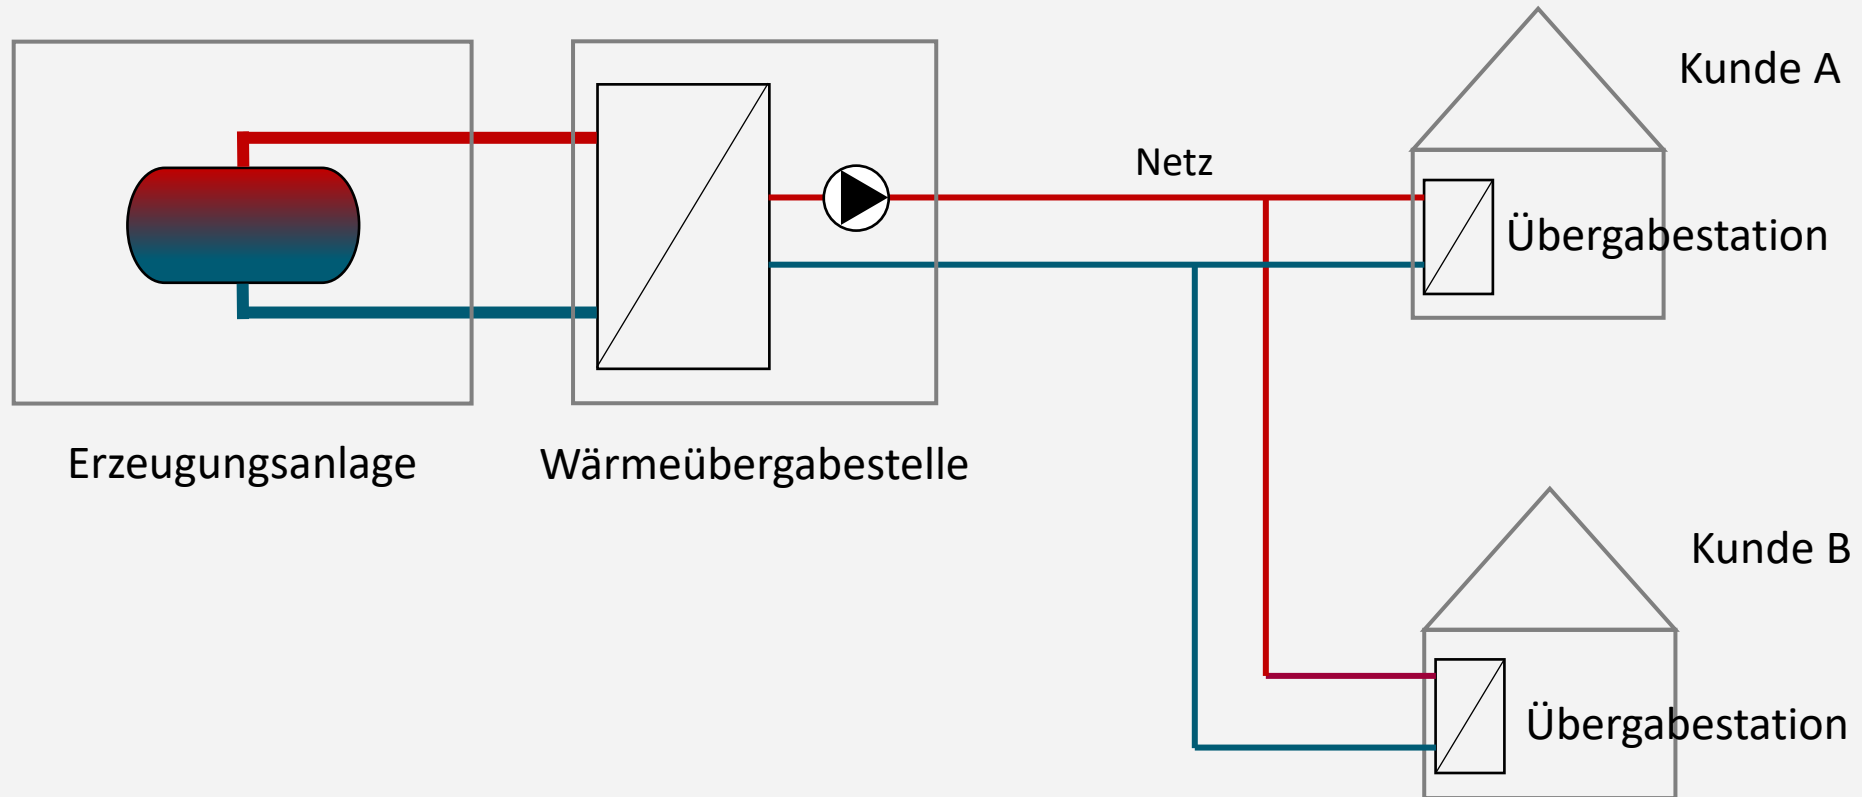 Kunde A
Netz
Übergabestation
Erzeugungsanlage
Wärmeübergabestelle
Kunde B
Übergabestation